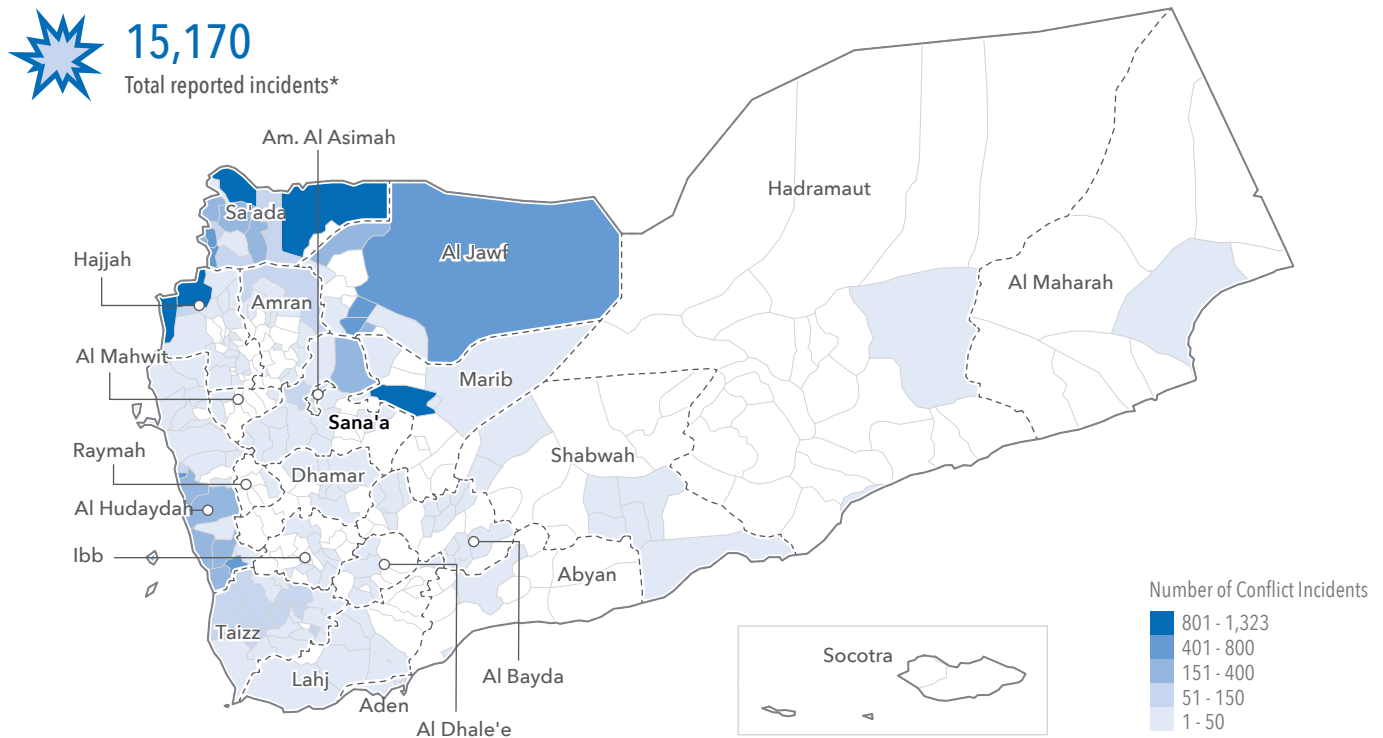 15,170
Total reported incidents*
Am. Al Asimah
Hadramaut
Sa'ada
Al Jawf
Hajjah
Al Maharah
Amran
Al Mahwit
Marib
Sana'a
Raymah
Shabwah
Dhamar
Al Hudaydah
Ibb
Abyan
Taizz
Al Bayda
Lahj
Aden
Al Dhale'e
Socotra
Number of Conflict Incidents
801 - 1,323
401 - 800
151 - 400
51 - 150
1 - 50